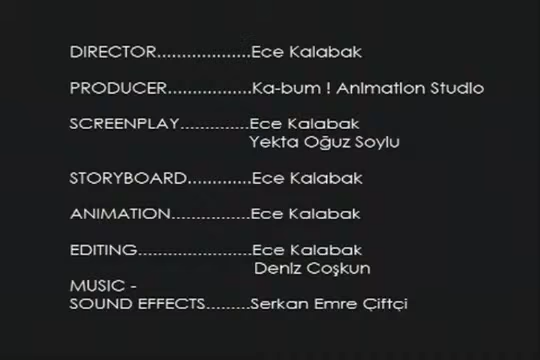 DIRECTOR...................Ece Kalabak
PRODUCER.................Ka-bum ! Animation Studio
SCREENPLAY..............Ece Kalabak
Yekta Oğuz Soylu
STORYBOARD.............Ece Kalabak
ANIMATION................Ece Kalabak
EDITING.......................Ece Kalabak
Deniz Coşkun
MUSIC -
SOUND EFFECTS.........Serkan Emre Çiftçi